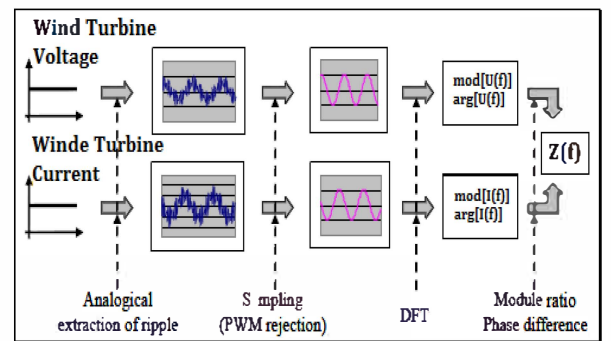 Wind Turbine
Voltage
mod[U(f)]
arg[U(f)]
Z(f)
Winde Turbine
Current
mod[I(f)]
arg[I(f)]
Analogical
extraction of ripple
S mpling
(PWM rejection)
DFT
Module ratio
Phase difference